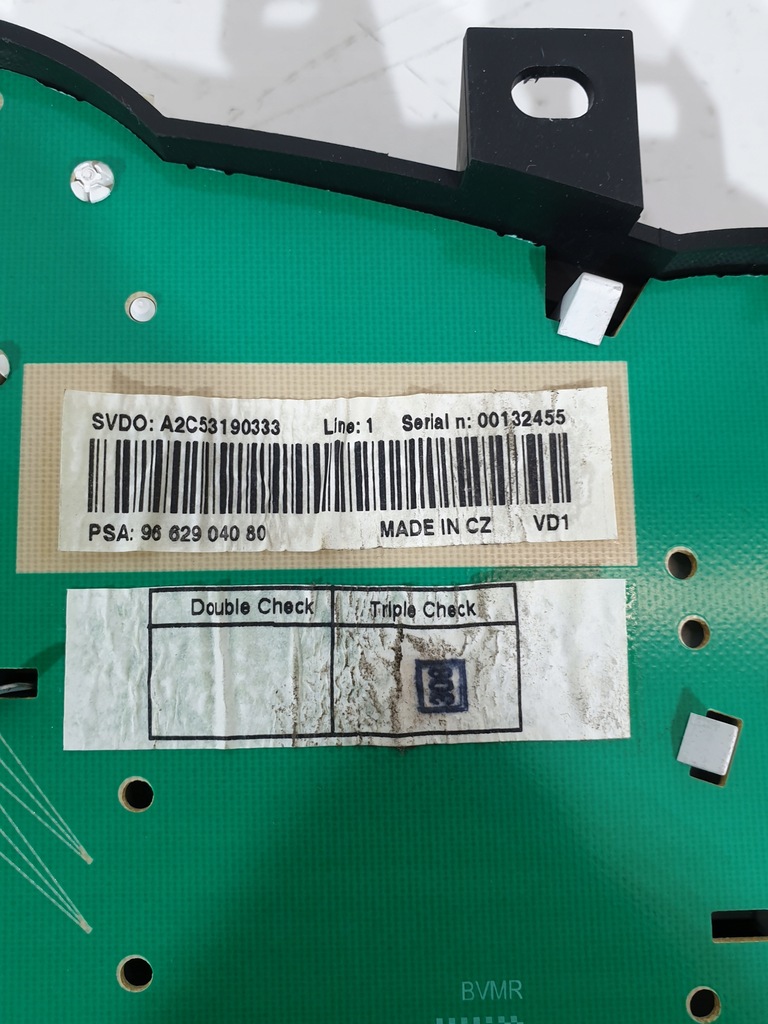 SVDO: A2C53190333 Line: 1 Serial n: 00132455
PSA: 96 629 040 80 MADE IN CZ VD1
Double Check Triple Check
308
BVMR